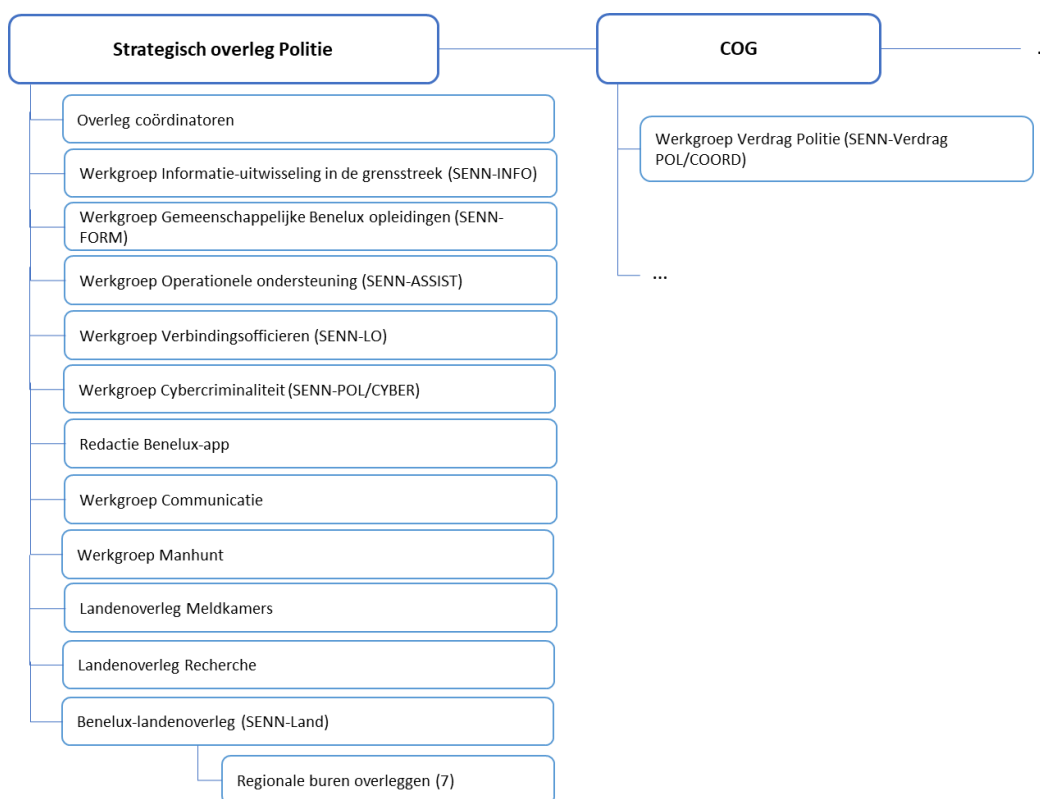 Strategisch overleg Politie
COG
.
Overleg coördinatoren
Werkgroep Informatie-uitwisseling in de grensstreek (SENN-INFO)
Werkgroep Gemeenschappelijke Benelux opleidingen (SENN-
FORM)
Werkgroep Operationele ondersteuning (SENN-ASSIST)
Werkgroep Verbindingsofficieren (SENN-LO)
Werkgroep Cybercriminaliteit (SENN-POL/CYBER)
Redactie Benelux-app
Werkgroep Communicatie
Werkgroep Manhunt
Landenoverleg Meldkamers
Landenoverleg Recherche
Benelux-landenoverleg (SENN-Land)
Regionale buren overleggen (7)
Werkgroep Verdrag Politie (SENN-Verdrag
POL/COORD)
...